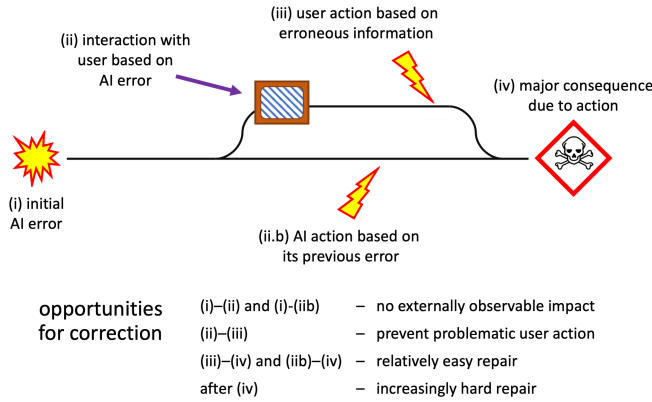 (iii) user action based on
erroneous information
(ii) interaction with
user based on
AI error
(iv) major consequence
due to action
(i) initial
AI error
(ii.b) AI action based on
its previous error
opportunities
for correction
(i)–(ii) and (i)-(iib) – no externally observable impact
(ii)–(iii) – prevent problematic user action
(iii)–(iv) and (iib)–(iv) – relatively easy repair
after (iv) – increasingly hard repair